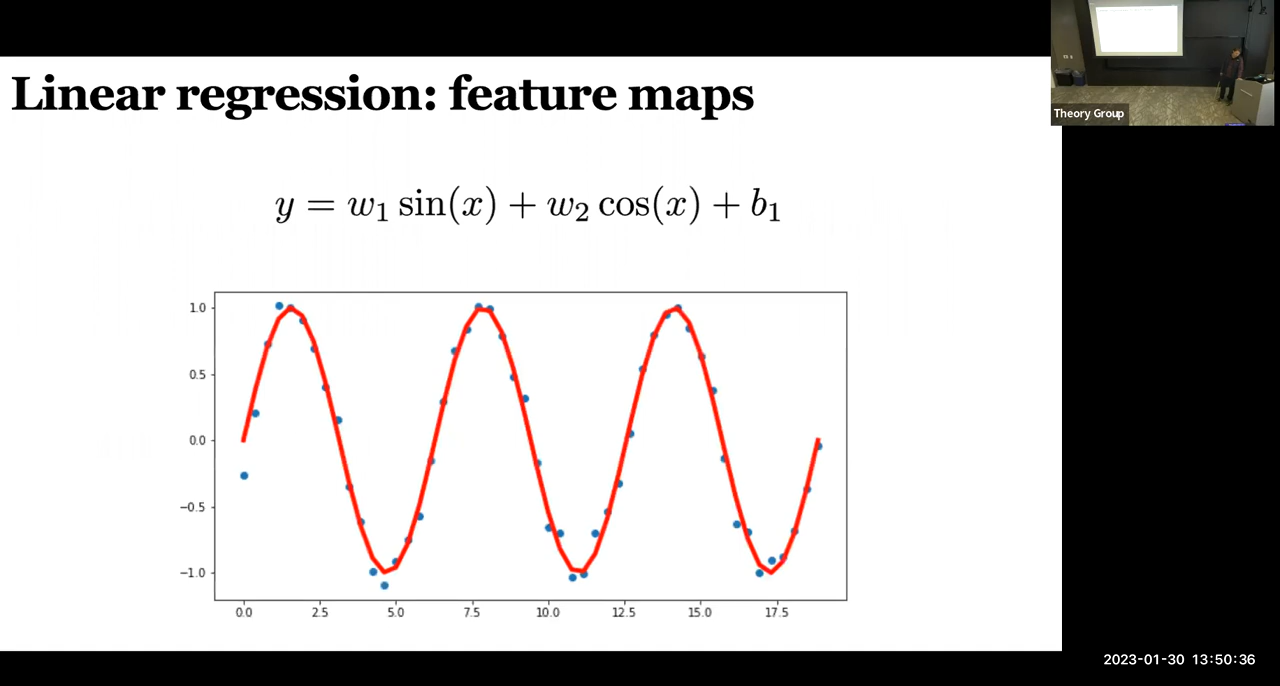 Linear regression: feature maps
Theory Group
y = w₁ sin(x) + w₂ cos(x) + b₁
1.0
0.5
0.0
−0.5
−1.0
0.0 2.5 5.0 7.5 10.0 12.5 15.0 17.5
2023-01-30 13:50:36